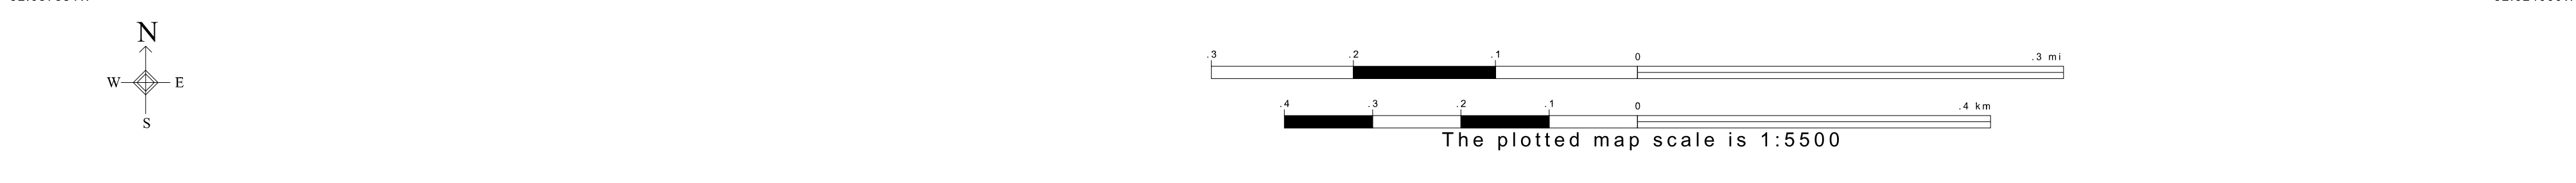 N
W E
S
.3 .2 .1 0 .3 mi
.4 .3 .2 .1 0 .4 km
The plotted map scale is 1:5500